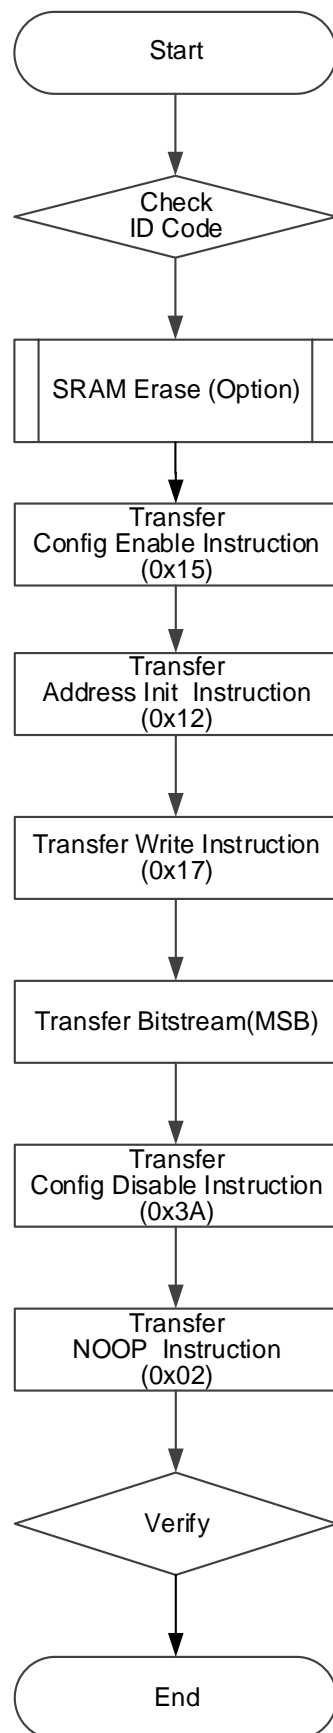 Start
Check
ID Code
SRAM Erase (Option)
Transfer
Config Enable Instruction
(0x15)
Transfer
Address Init  Instruction
(0x12)
Transfer Write Instruction
(0x17)
Transfer Bitstream(MSB)
Transfer
Config Disable Instruction
(0x3A)
Transfer
NOOP  Instruction
(0x02)
Verify
End